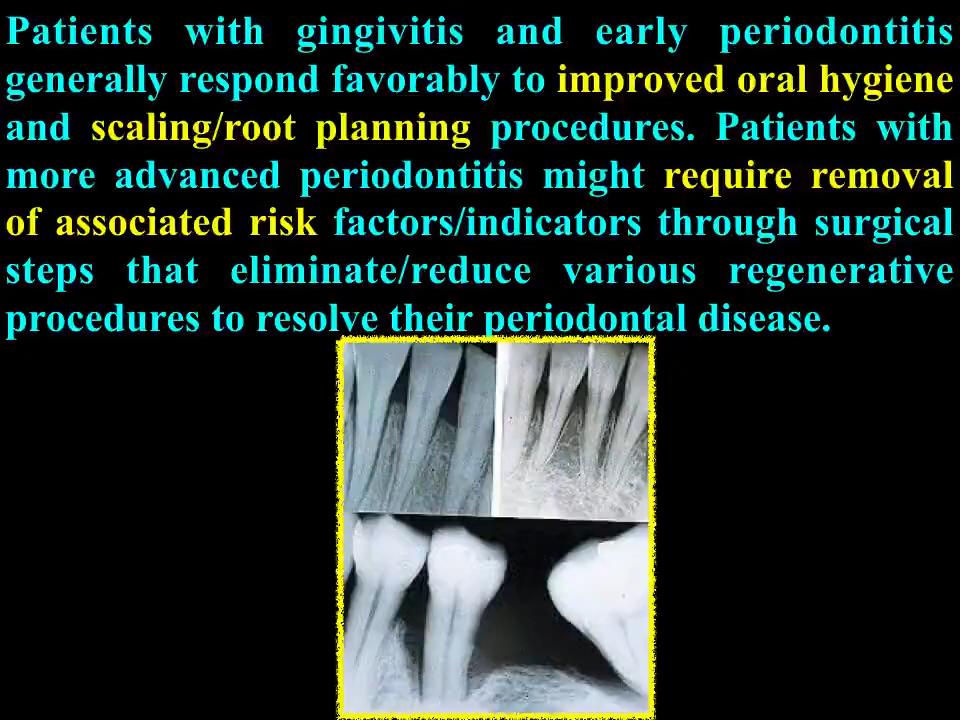 Patients with gingivitis and early periodontitis
generally respond favorably to improved oral hygiene
and scaling/root planning procedures. Patients with
more advanced periodontitis might require removal
of associated risk factors/indicators through surgical
steps that eliminate/reduce various regenerative
procedures to resolve their periodontal disease.